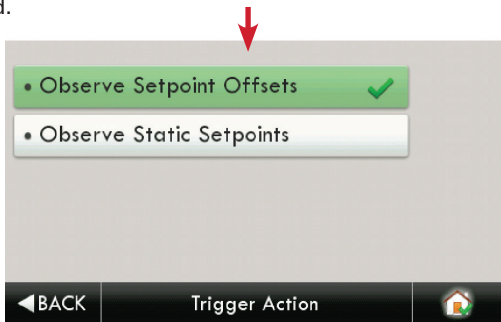 d.
• Observe Setpoint Offsets
• Observe Static Setpoints
BACK
Trigger Action